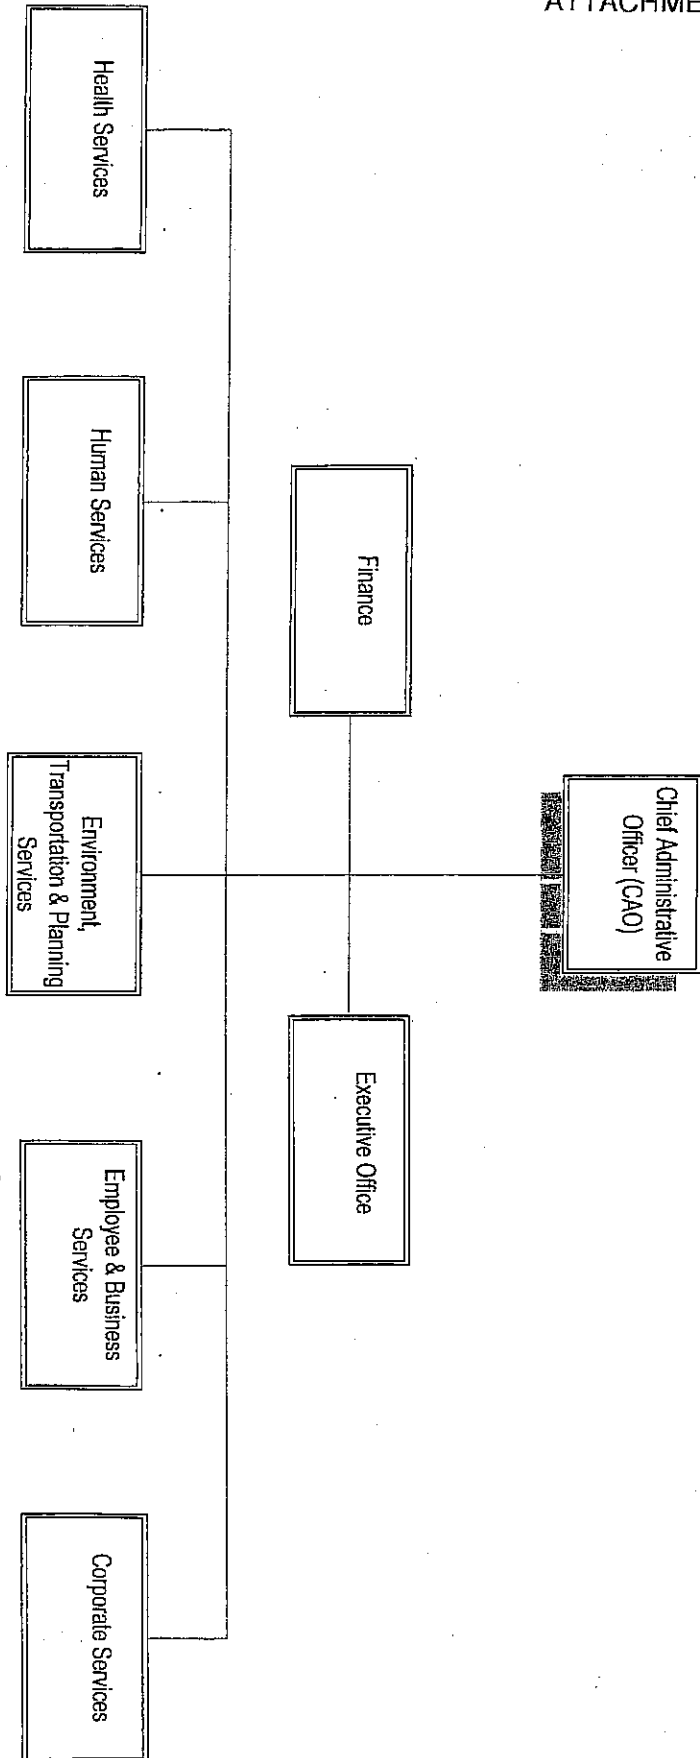 Chief Administrative
Officer (CAO)
Finance
Executive Office
Health Services
Human Services
Environment,
Transportation & Planning
Services
Employee & Business
Services
Corporate Services